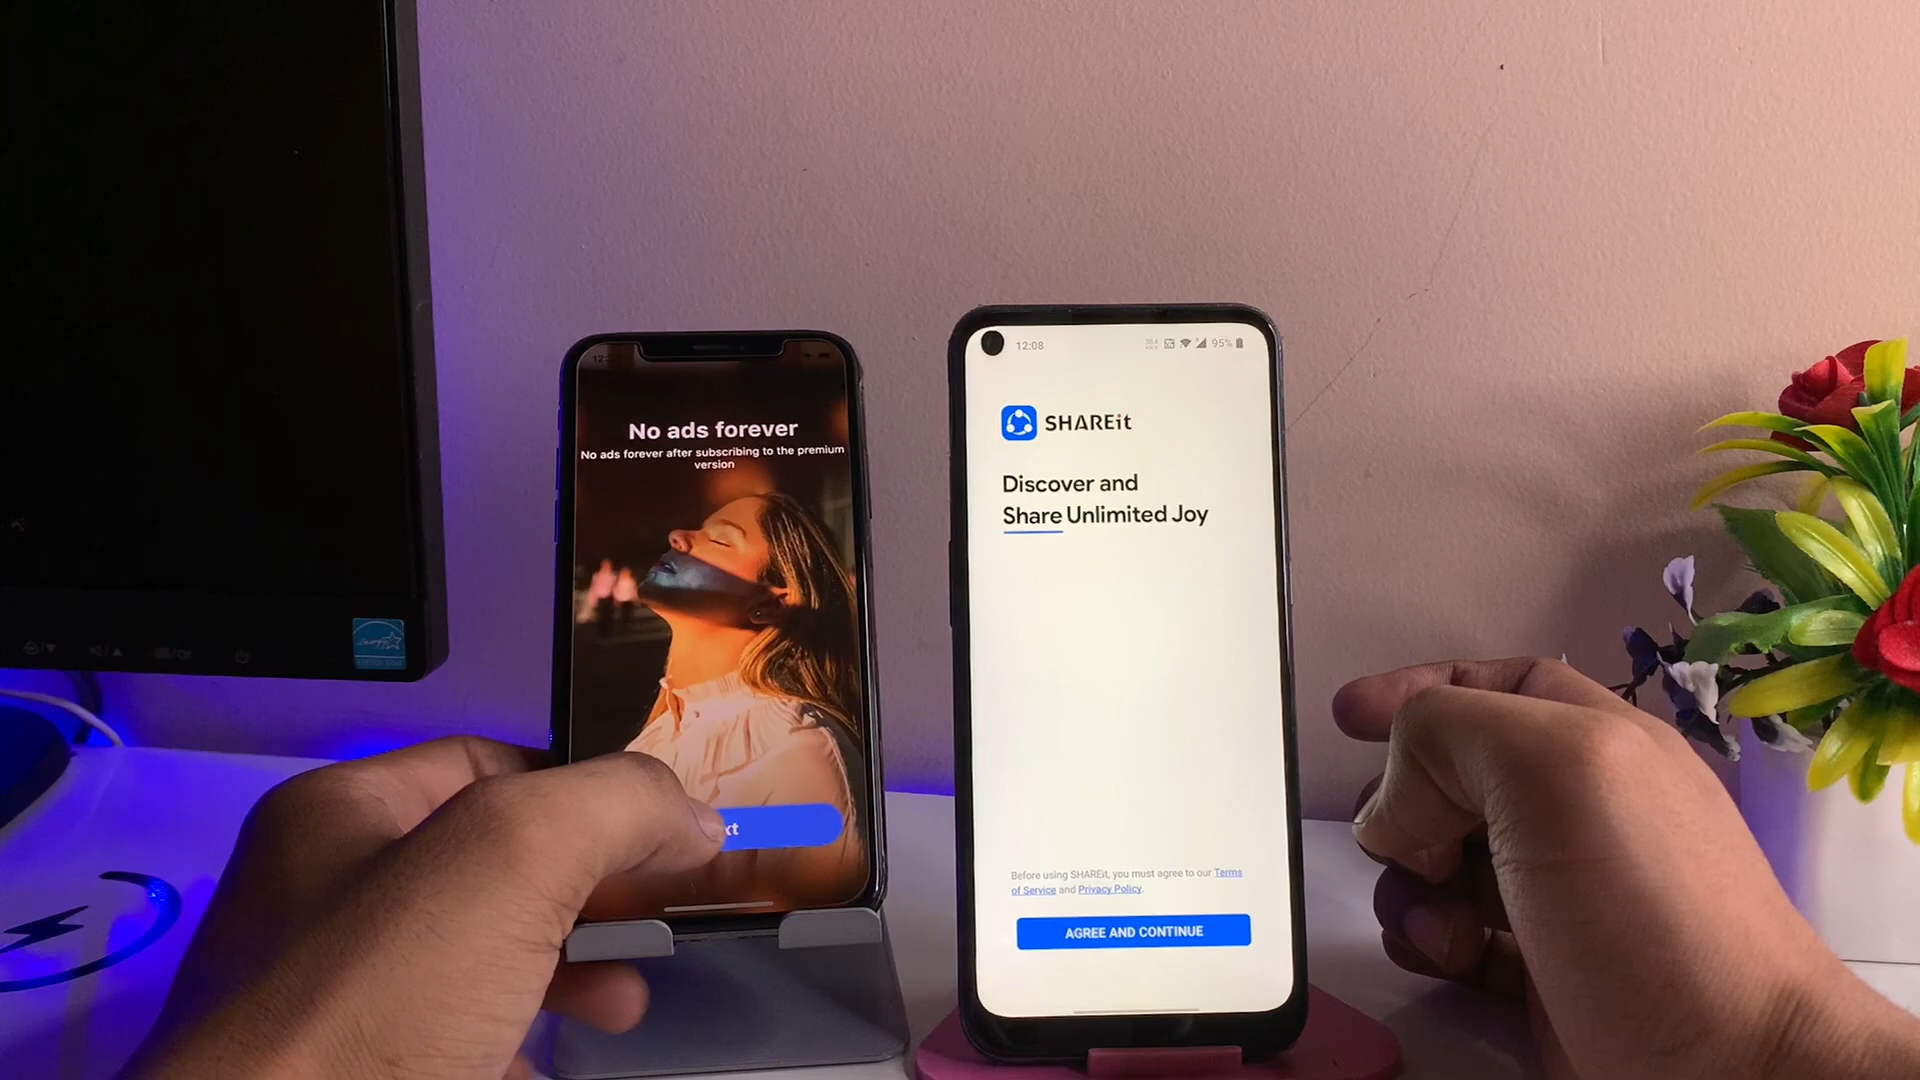 No ads forever
No ads forever after subscribing to the premium
version
12:08
95%
SHAREit
Discover and
Share Unlimited Joy
Before using SHAREit, you must agree to our Terms
of Service and Privacy Policy.
AGREE AND CONTINUE